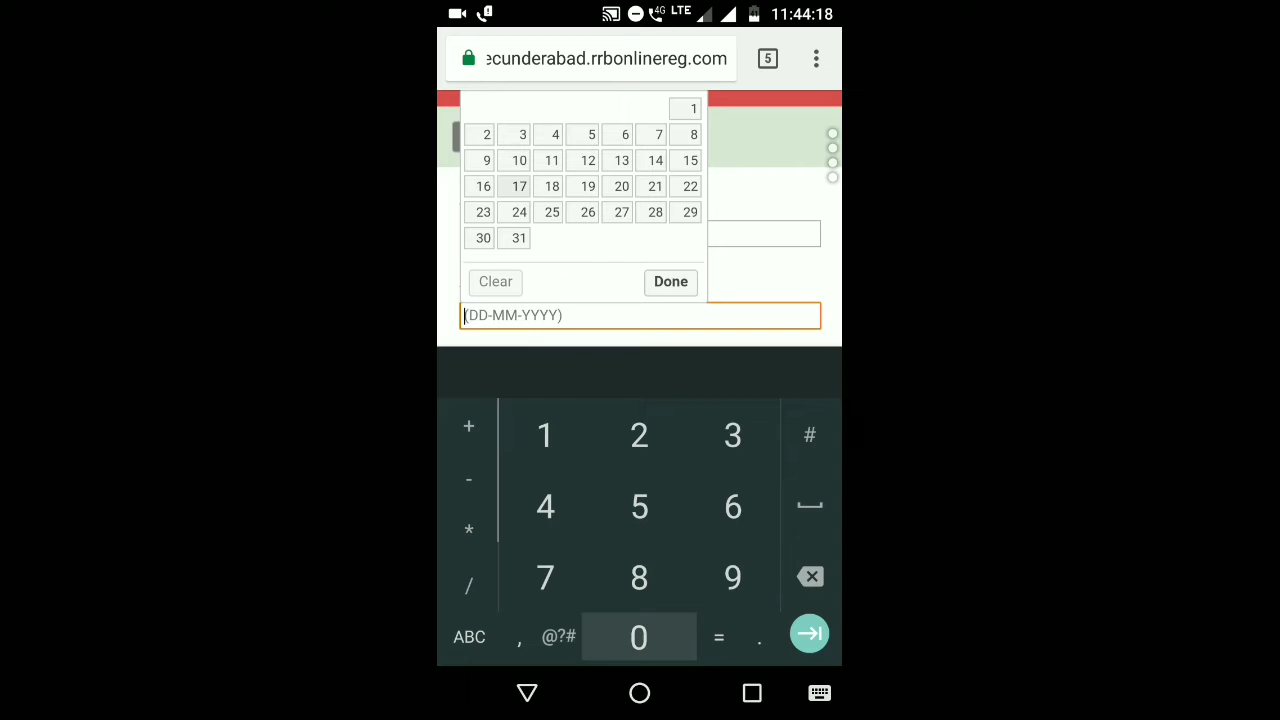 4G LTE 11:44:18
ecunderabad.rrbonlinereg.com 5
1
2 3 4 5 6 7 8
9 10 11 12 13 14 15
16 17 18 19 20 21 22
23 24 25 26 27 28 29
30 31
Clear Done
(DD-MM-YYYY)
+ 1 2 3 #
- 4 5 6
*
/ 7 8 9
ABC , @?# 0 = .